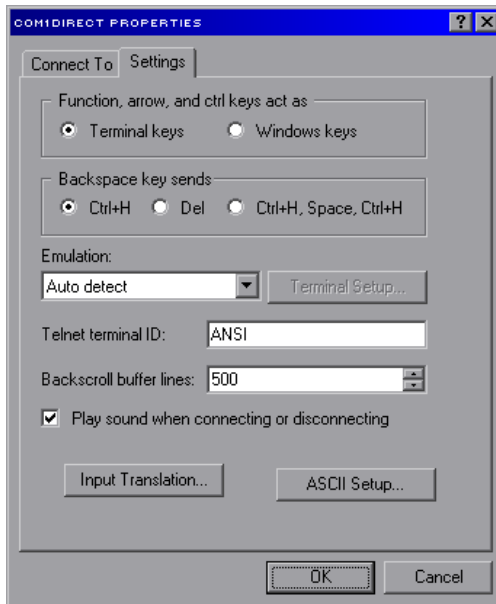 COM1DIRECT PROPERTIES
Connect To Settings
Function, arrow, and ctrl keys act as
Terminal keys Windows keys
Backspace key sends
Ctrl+H Del Ctrl+H, Space, Ctrl+H
Emulation:
Auto detect Terminal Setup...
Telnet terminal ID: ANSI
Backscroll buffer lines: 500
Play sound when connecting or disconnecting
Input Translation... ASCII Setup...
OK Cancel